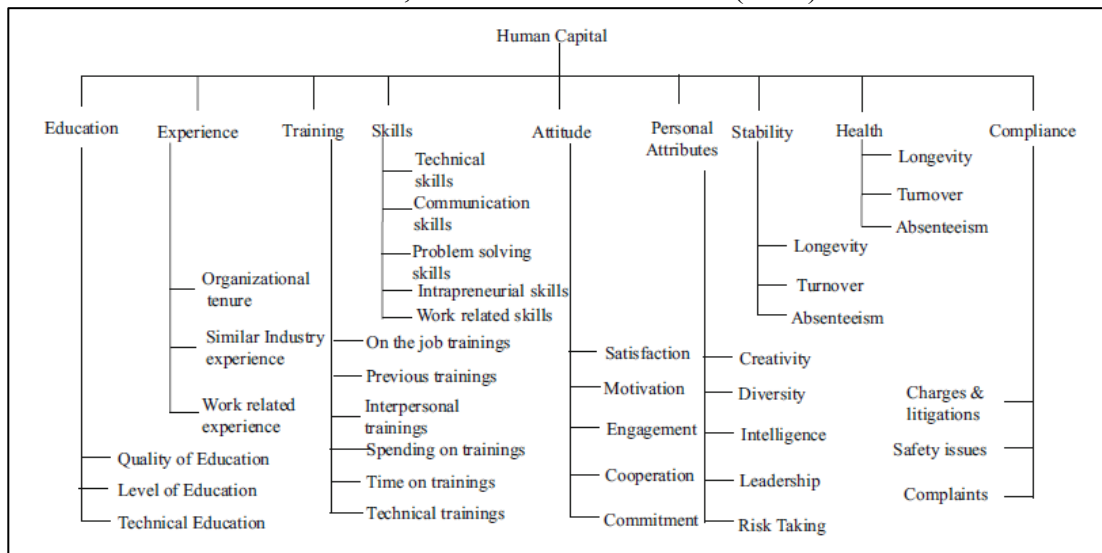 Human Capital
Education
Experience
Training
Skills
Attitude
Personal
Attributes
Stability
Health
Compliance
Quality of Education
Level of Education
Technical Education
Organizational
tenure
Similar Industry
experience
Work related
experience
On the job trainings
Previous trainings
Interpersonal
trainings
Spending on trainings
Time on trainings
Technical trainings
Technical
skills
Communication
skills
Problem solving
skills
Intrapreneurial skills
Work related skills
Satisfaction
Motivation
Engagement
Cooperation
Commitment
Creativity
Diversity
Intelligence
Leadership
Risk Taking
Longevity
Turnover
Absenteeism
Longevity
Turnover
Absenteeism
Charges &
litigations
Safety issues
Complaints